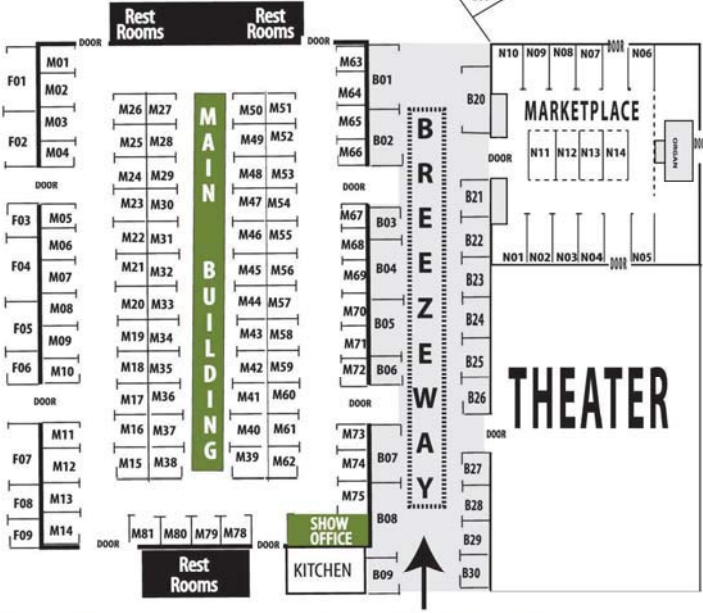 Rest Rooms
Rest Rooms
DOOR
DOOR
DOOR
F01
M01
M02
F02
M03
M04
DOOR
F03
M05
M06
F04
M07
M08
F05
M09
F06
M10
DOOR
M11
F07
M12
F08
M13
F09
M14
DOOR
M26 M27
M25 M28
M24 M29
M23 M30
M22 M31
M21 M32
M20 M33
M19 M34
M18 M35
M17 M36
M16 M37
M15 M38
MAIN BUILDING
M50 M51
M49 M52
M48 M53
M47 M54
M46 M55
M45 M56
M44 M57
M43 M58
M42 M59
M41 M60
M40 M61
M39 M62
M81 M80 M79 M78
Rest Rooms
DOOR
M63
M64
M65
M66
DOOR
M67
M68
M69
M70
M71
M72
DOOR
M73
M74
M75
SHOW OFFICE
KITCHEN
B01
B02
B03
B04
B05
B06
B07
B08
B09
BREEZEWAY
B20
DOOR
B21
B22
B23
B24
B25
B26
DOOR
B27
B28
B29
B30
N10 N09 N08 N07 DOOR N06
MARKETPLACE
N11 N12 N13 N14
ORGAN
N01 N02 N03 N04 DOOR N05
THEATER